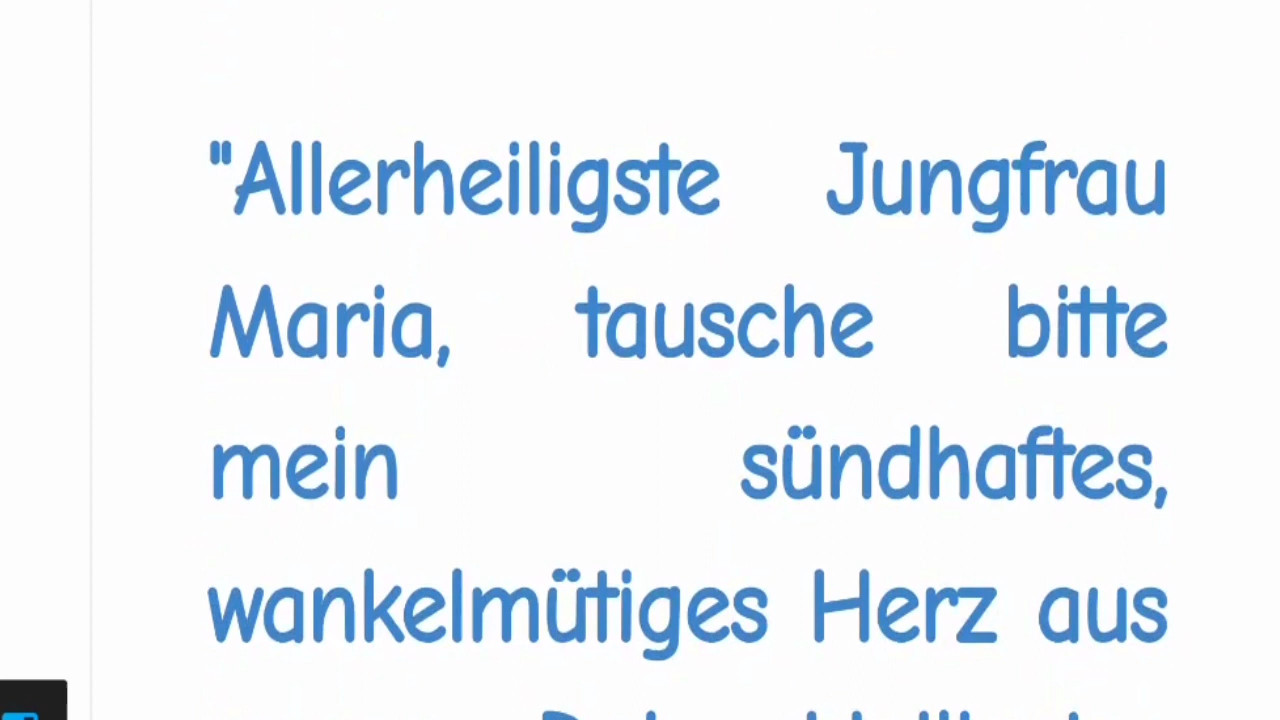 "Allerheiligste Jungfrau
Maria, tausche bitte
mein sündhaftes,
wankelmütiges Herz aus